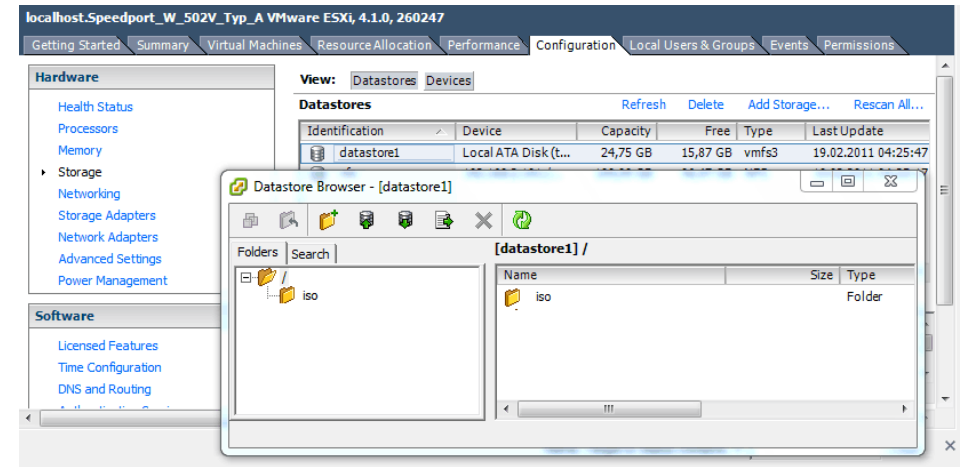 localhost.Speedport_W_502V_Typ_A VMware ESXi, 4.1.0, 260247
Getting Started Summary Virtual Machines Resource Allocation Performance Configuration Local Users & Groups Events Permissions
Hardware
Health Status
Processors
Memory
Storage
Networking
Storage Adapters
Network Adapters
Advanced Settings
Power Management
Software
Licensed Features
Time Configuration
DNS and Routing
View: Datastores Devices
Datastores Refresh Delete Add Storage... Rescan All...
Identification Device Capacity Free Type Last Update
datastore1 Local ATA Disk (t... 24,75 GB 15,87 GB vmfs3 19.02.2011 04:25:47
Datastore Browser - [datastore1]
Folders Search
/
iso
[datastore1] /
Name Size Type
iso Folder